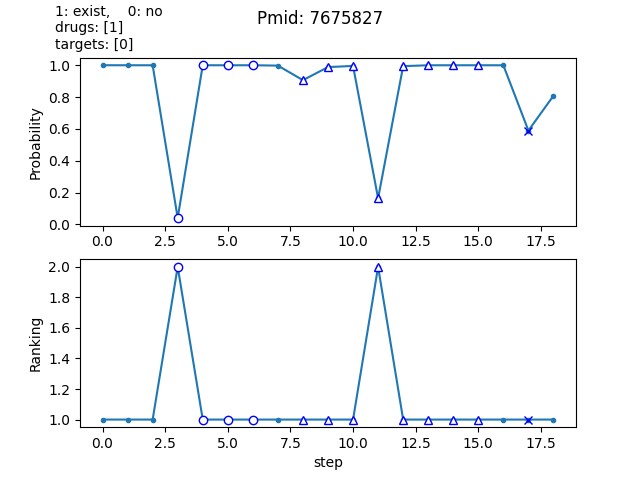 1: exist,    0: no
drugs: [1]
targets: [0]
Pmid: 7675827
Probability
1.0
0.8
0.6
0.4
0.2
0.0
0.0 2.5 5.0 7.5 10.0 12.5 15.0 17.5
Ranking
2.0
1.8
1.6
1.4
1.2
1.0
0.0 2.5 5.0 7.5 10.0 12.5 15.0 17.5
step